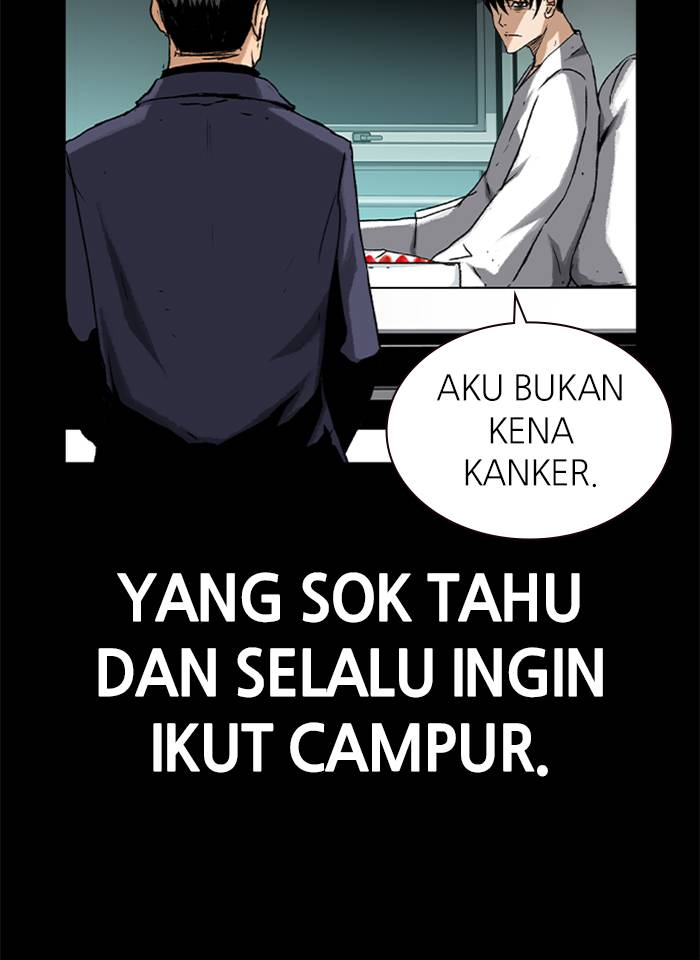 AKU BUKAN
KENA
KANKER.
YANG SOK TAHU
DAN SELALU INGIN
IKUT CAMPUR.